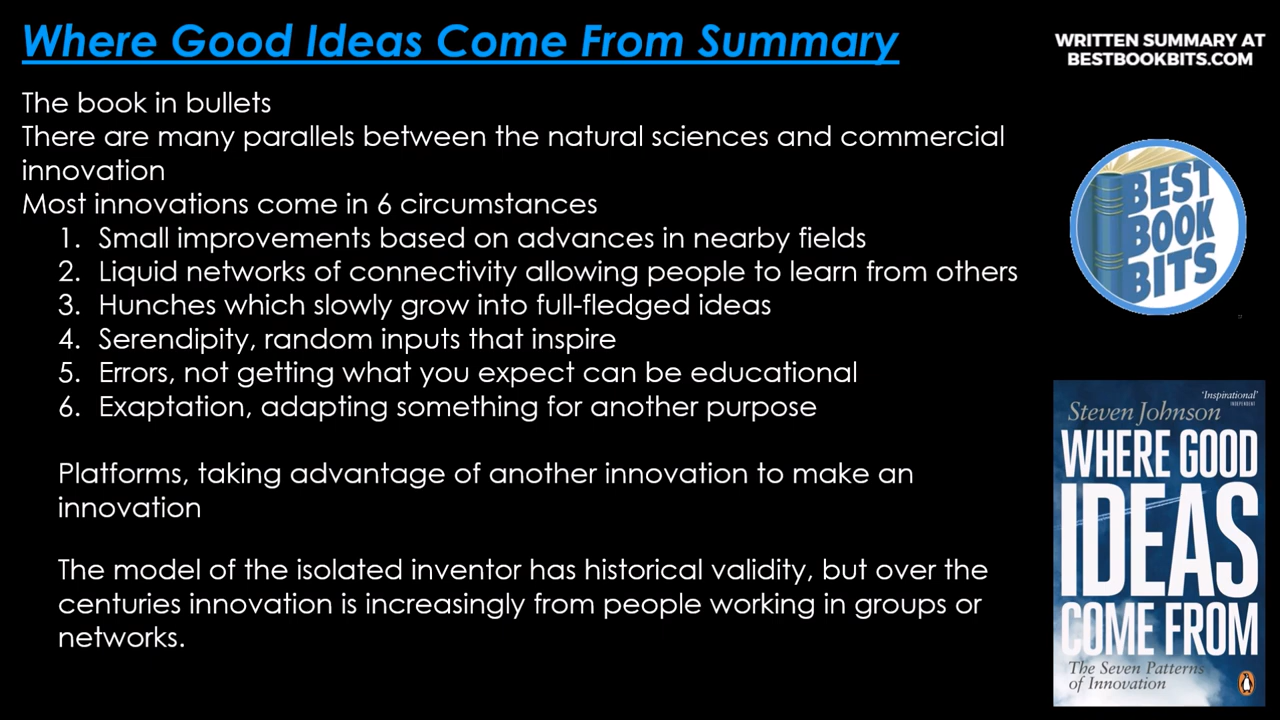 Where Good Ideas Come From Summary
WRITTEN SUMMARY AT
BESTBOOKBITS.COM
The book in bullets
There are many parallels between the natural sciences and commercial
innovation
Most innovations come in 6 circumstances
1. Small improvements based on advances in nearby fields
2. Liquid networks of connectivity allowing people to learn from others
3. Hunches which slowly grow into full-fledged ideas
4. Serendipity, random inputs that inspire
5. Errors, not getting what you expect can be educational
6. Exaptation, adapting something for another purpose
Platforms, taking advantage of another innovation to make an
innovation
The model of the isolated inventor has historical validity, but over the
centuries innovation is increasingly from people working in groups or
networks.
BEST
BOOK
BITS
'Inspirational'
INDEPENDENT
Steven Johnson
WHERE GOOD
IDEAS
COME FROM
The Seven Patterns
of Innovation